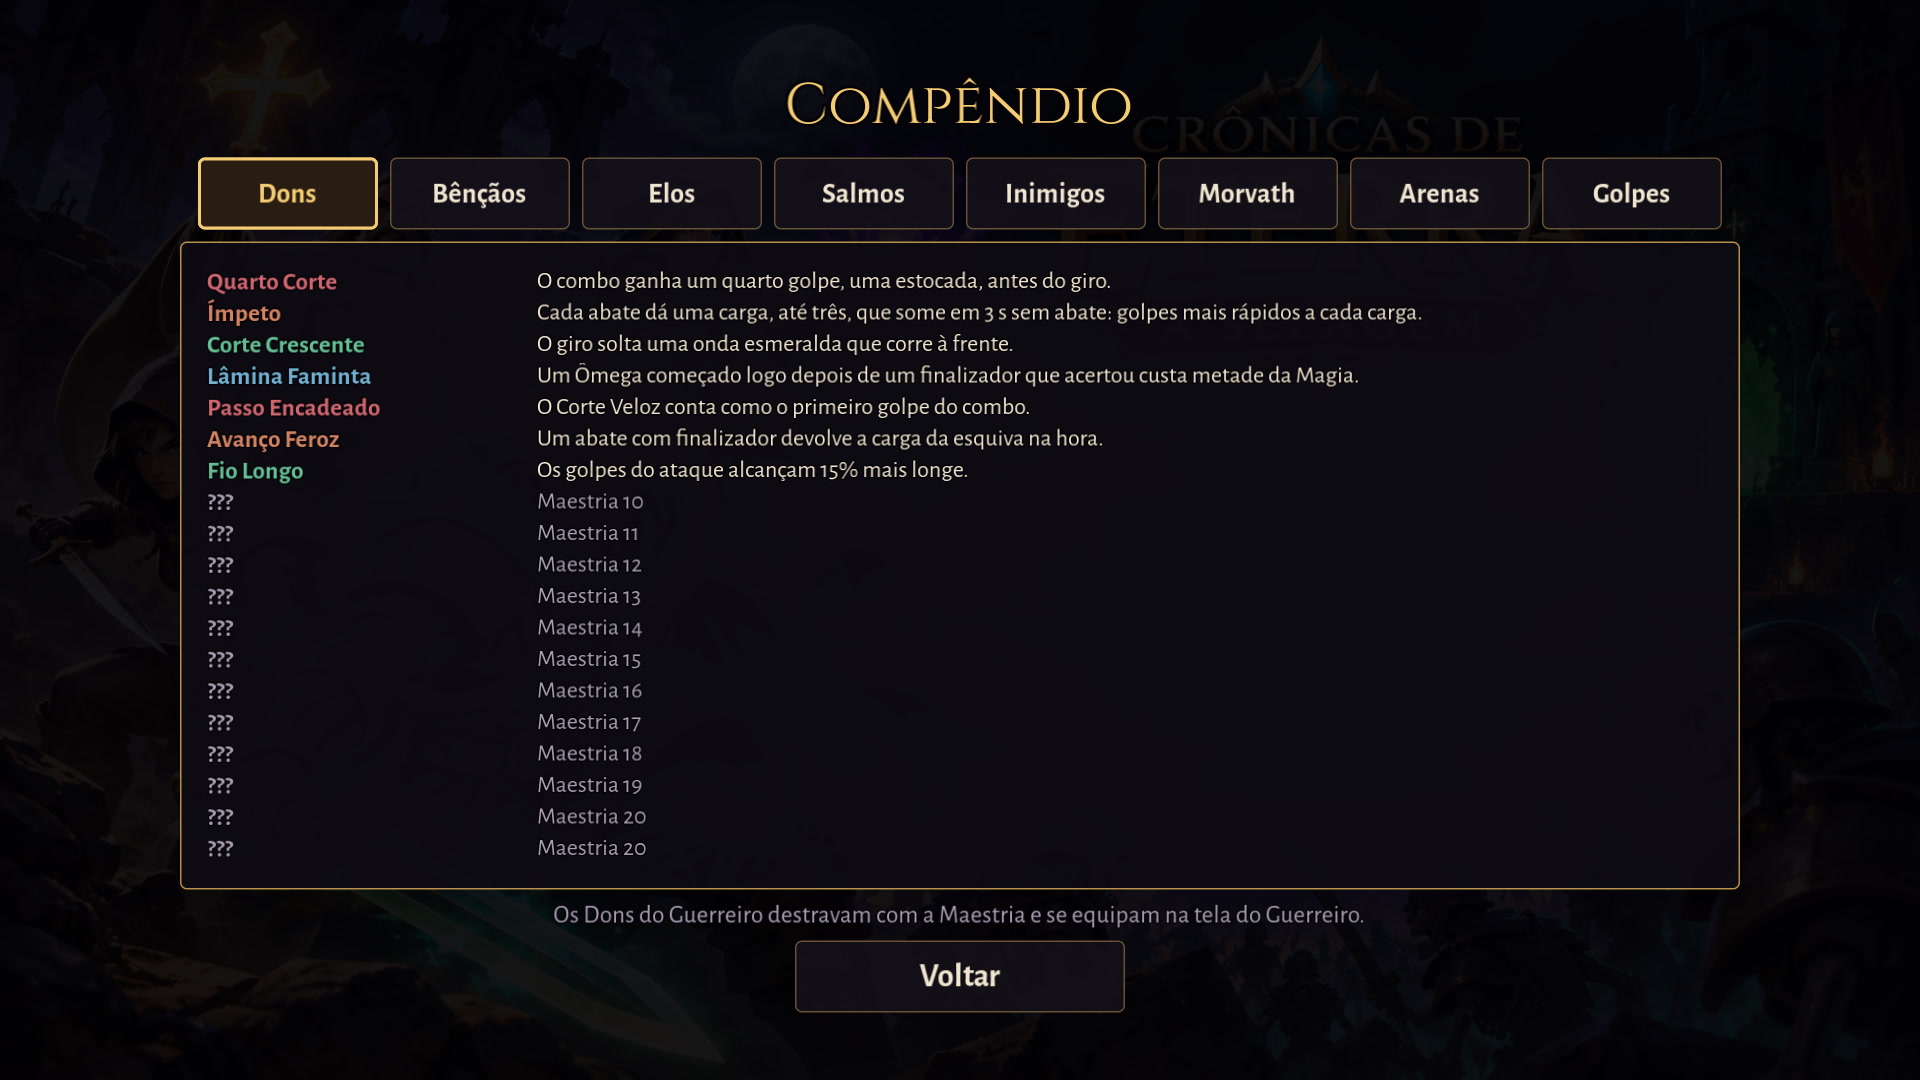 CRÔNICAS DE
Compêndio
Dons
Bênçãos
Elos
Salmos
Inimigos
Morvath
Arenas
Golpes
Quarto Corte O combo ganha um quarto golpe, uma estocada, antes do giro.
Ímpeto Cada abate dá uma carga, até três, que some em 3 s sem abate: golpes mais rápidos a cada carga.
Corte Crescente O giro solta uma onda esmeralda que corre à frente.
Lâmina Faminta Um Ômega começado logo depois de um finalizador que acertou custa metade da Magia.
Passo Encadeado O Corte Veloz conta como o primeiro golpe do combo.
Avanço Feroz Um abate com finalizador devolve a carga da esquiva na hora.
Fio Longo Os golpes do ataque alcançam 15% mais longe.
??? Maestria 10
??? Maestria 11
??? Maestria 12
??? Maestria 13
??? Maestria 14
??? Maestria 15
??? Maestria 16
??? Maestria 17
??? Maestria 18
??? Maestria 19
??? Maestria 20
??? Maestria 20
Os Dons do Guerreiro destravam com a Maestria e se equipam na tela do Guerreiro.
Voltar